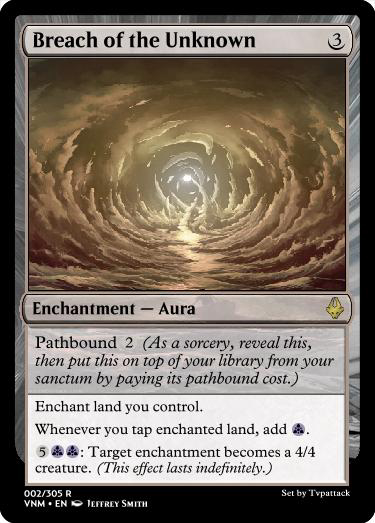 Breach of the Unknown 3
Enchantment — Aura
Pathbound 2 (As a sorcery, reveal this,
then put this on top of your library from your
sanctum by paying its pathbound cost.)
Enchant land you control.
Whenever you tap enchanted land, add .
5 : Target enchantment becomes a 4/4
creature. (This effect lasts indefinitely.)
002/305 R
Set by Tvpattack
VNM • EN Jeffrey Smith